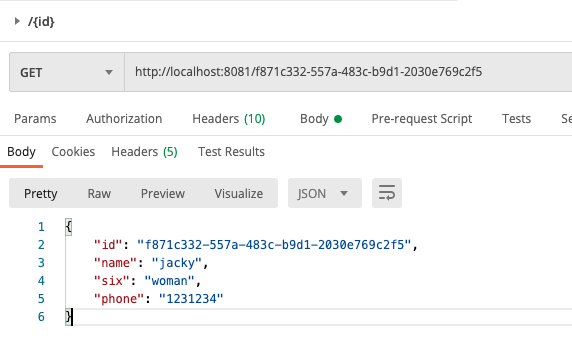 /{id}
GET http://localhost:8081/f871c332-557a-483c-b9d1-2030e769c2f5
Params Authorization Headers (10) Body Pre-request Script Tests Se
Body Cookies Headers (5) Test Results
Pretty Raw Preview Visualize JSON
1 {
2 "id": "f871c332-557a-483c-b9d1-2030e769c2f5",
3 "name": "jacky",
4 "six": "woman",
5 "phone": "1231234"
6 }